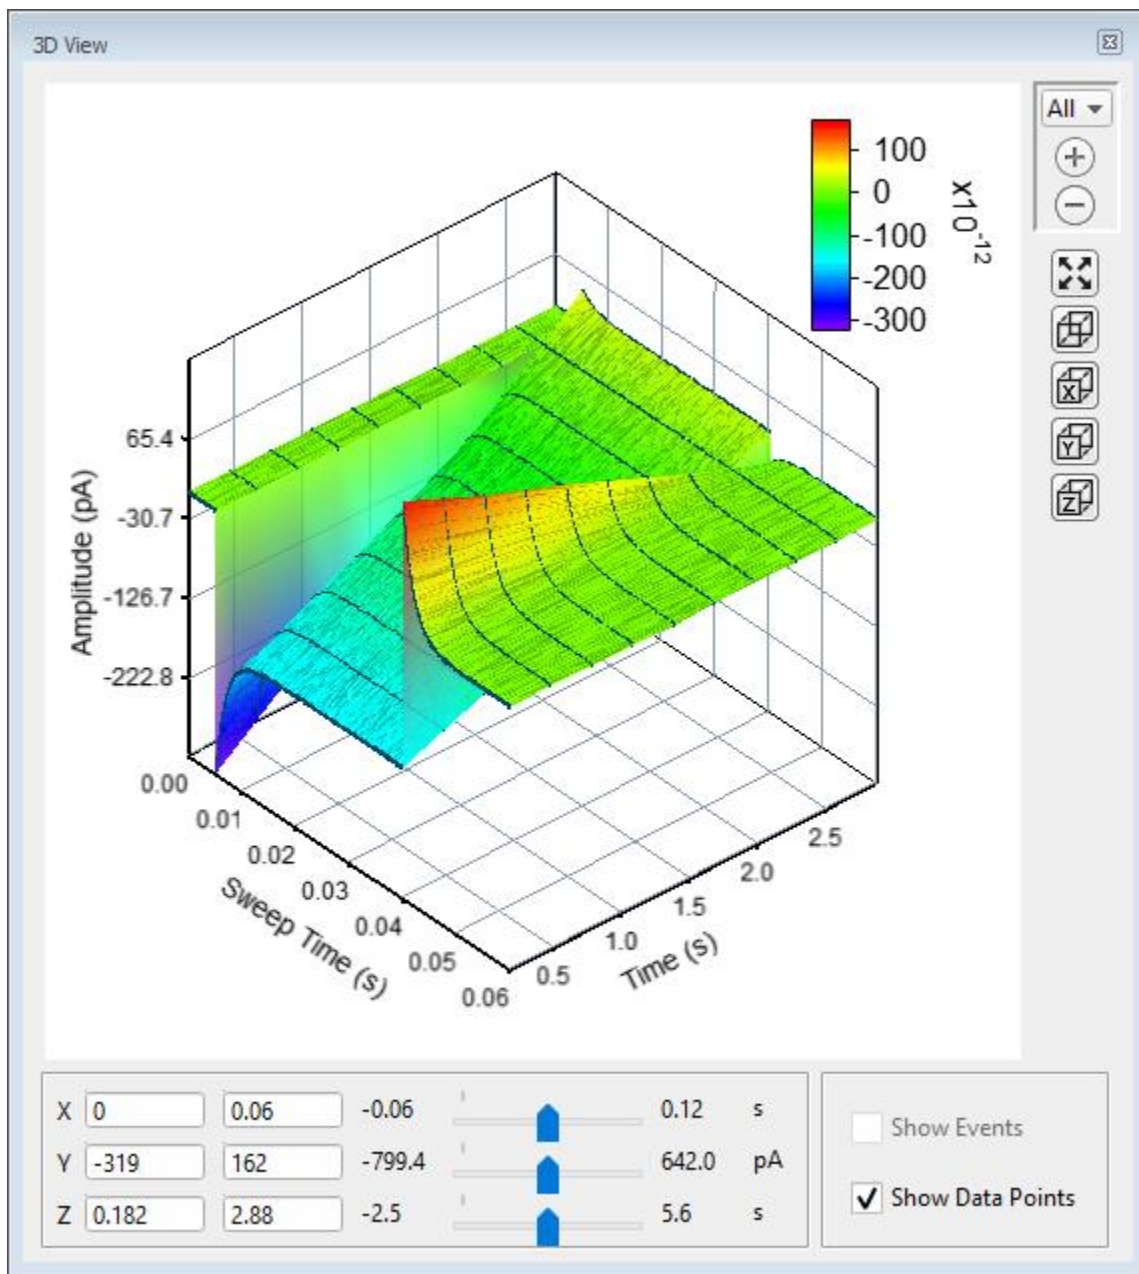 3D View
All
100
0
-100
-200
-300
x10^-12
65.4
-30.7
-126.7
-222.8
Amplitude (pA)
0.00
0.01
0.02
0.03
0.04
0.05
0.06
Sweep Time (s)
0.5
1.0
1.5
2.0
2.5
Time (s)
X
Y
Z
X 0 0.06 -0.06 0.12 s
Y -319 162 -799.4 642.0 pA
Z 0.182 2.88 -2.5 5.6 s
Show Events
Show Data Points